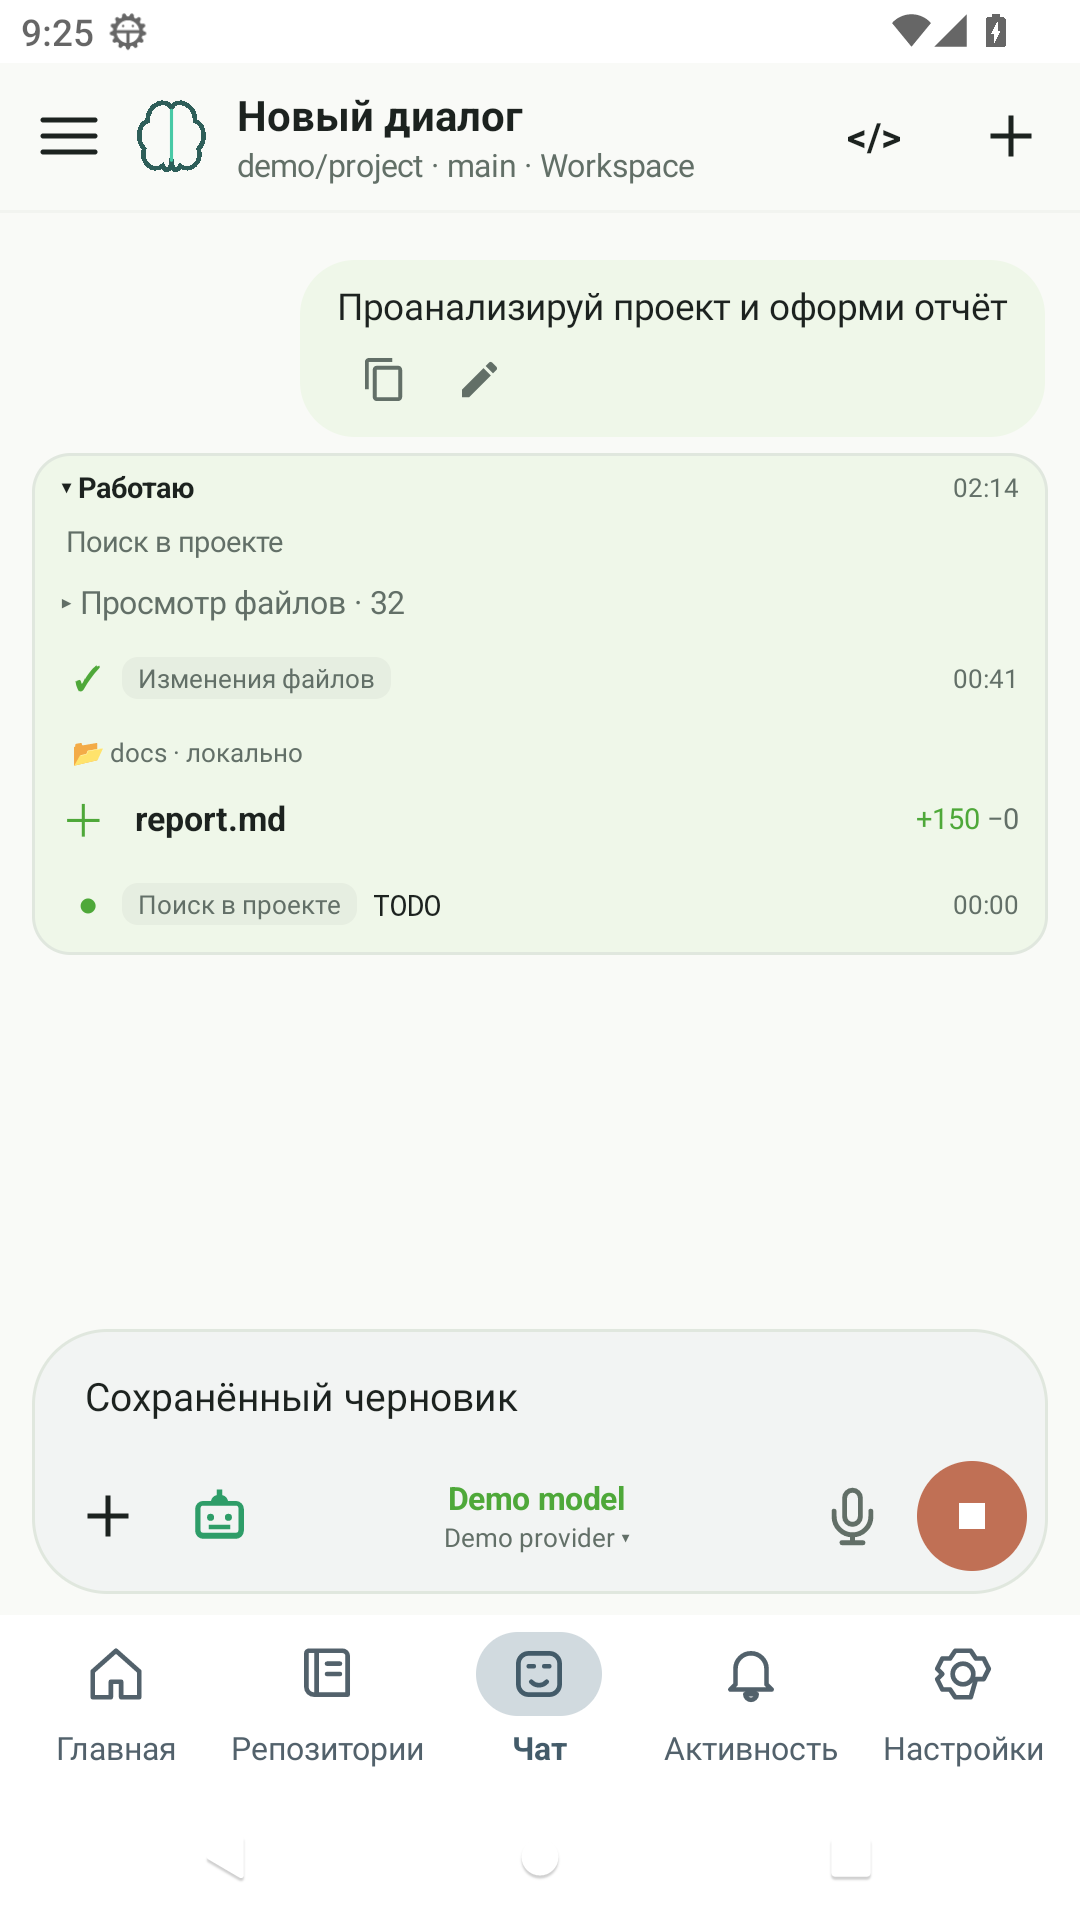 9:25
Новый диалог
demo/project · main · Workspace
</>
Проанализируй проект и оформи отчёт
▾ Работаю 02:14
Поиск в проекте
▸ Просмотр файлов · 32
✓ Изменения файлов 00:41
📂 docs · локально
+ report.md +150 −0
● Поиск в проекте TODO 00:00
Сохранённый черновик
Demo model
Demo provider ▾
Главная Репозитории Чат Активность Настройки